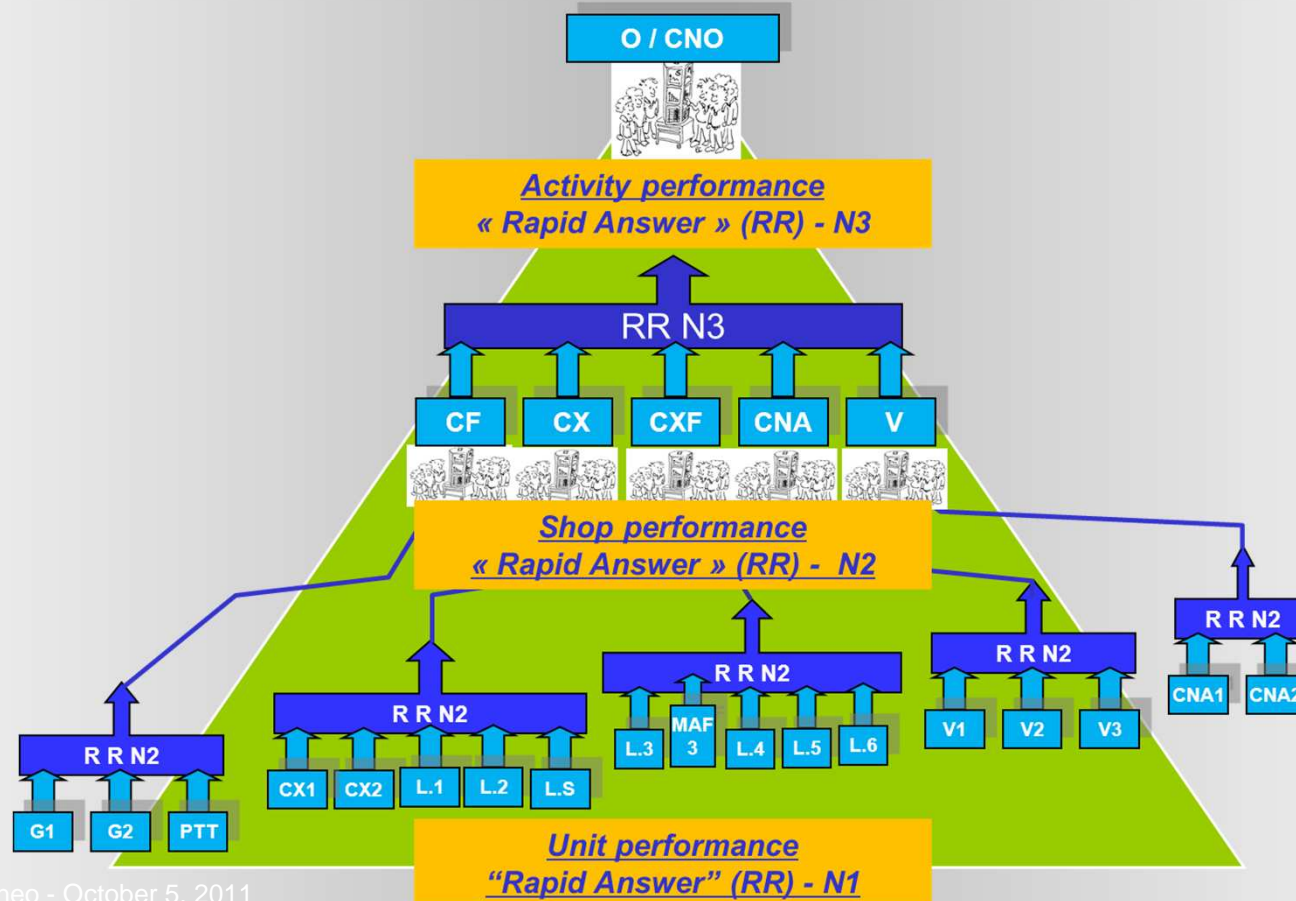 O / CNO
Activity performance
« Rapid Answer » (RR) - N3
RR N3
CF
CX
CXF
CNA
V
Shop performance
« Rapid Answer » (RR) - N2
R R N2
CNA1
CNA2
R R N2
V1
V2
V3
R R N2
L.3
MAF
3
L.4
L.5
L.6
R R N2
CX1
CX2
L.1
L.2
L.S
R R N2
G1
G2
PTT
Unit performance
“Rapid Answer” (RR) - N1
- October 5, 2011